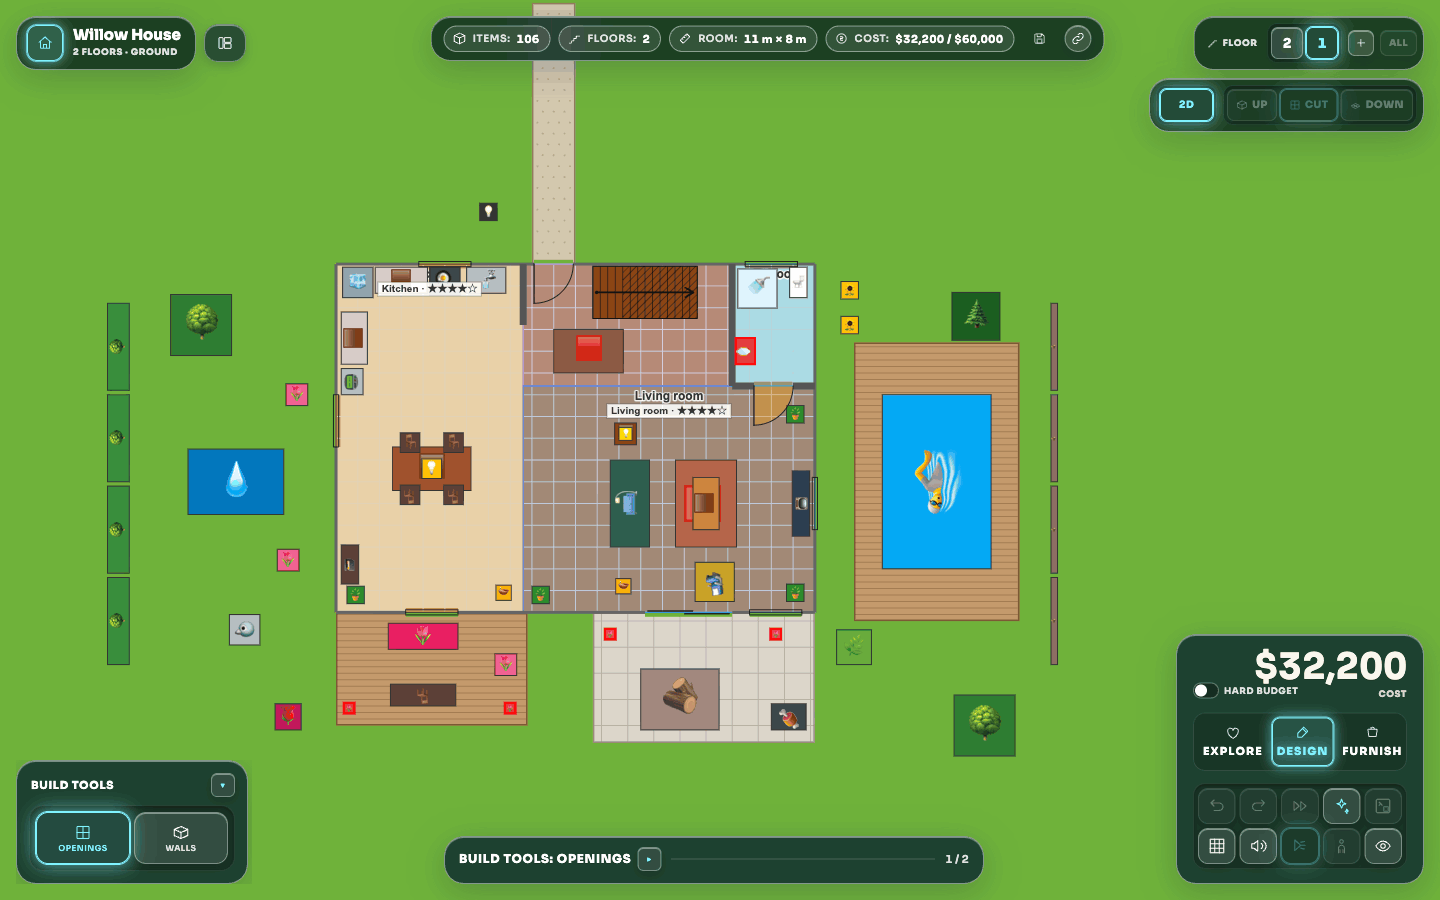 Willow House
2 FLOORS · GROUND
ITEMS: 106
FLOORS: 2
ROOM: 11 m × 8 m
COST: $32,200 / $60,000
FLOOR
2
1
+
ALL
2D
UP
CUT
DOWN
Kitchen · ★★★★☆
Living room
Living room · ★★★★☆
$32,200
HARD BUDGET
COST
EXPLORE
DESIGN
FURNISH
BUILD TOOLS
OPENINGS
WALLS
BUILD TOOLS: OPENINGS
1 / 2